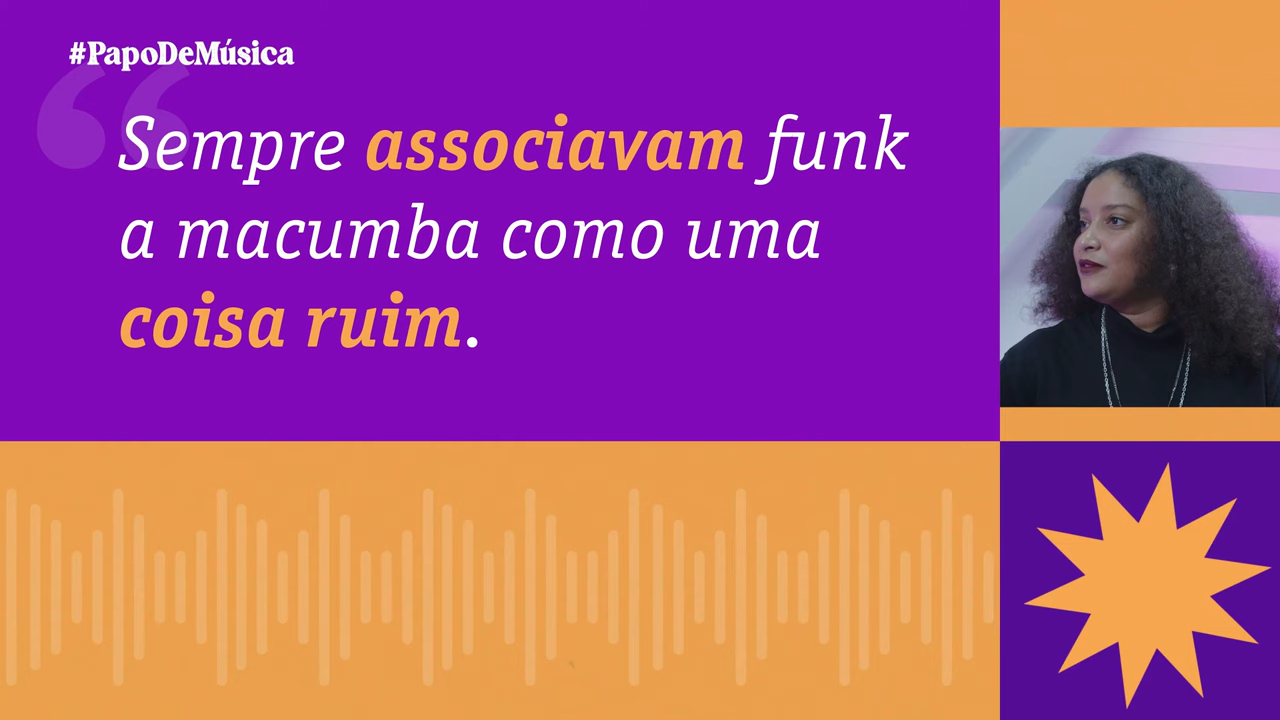 #PapoDeMúsica
“Sempre associavam funk
a macumba como uma
coisa ruim.